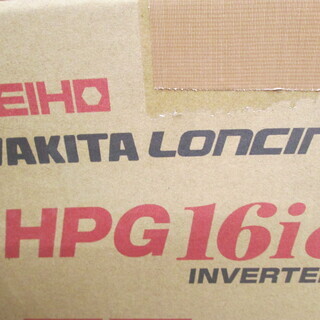 EIHO
WAKITA LONCIN
HPG 16i
INVERTE